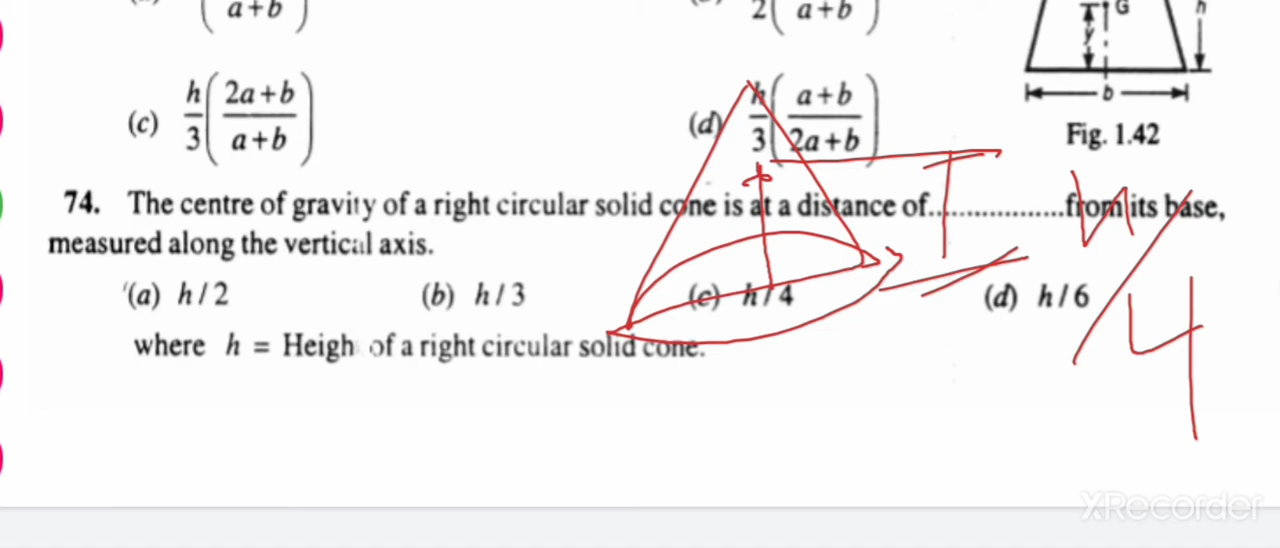 ( a+b )
2( a+b )
G
h
y
b
(c) h/3 ( 2a+b / a+b )
(d) h/3 ( a+b / 2a+b )
Fig. 1.42
74. The centre of gravity of a right circular solid cone is at a distance of..................from its base,
measured along the vertical axis.
(a) h/2 (b) h/3 (c) h/4 (d) h/6
where h = Heigh of a right circular solid cone.
h/4
XRecorder